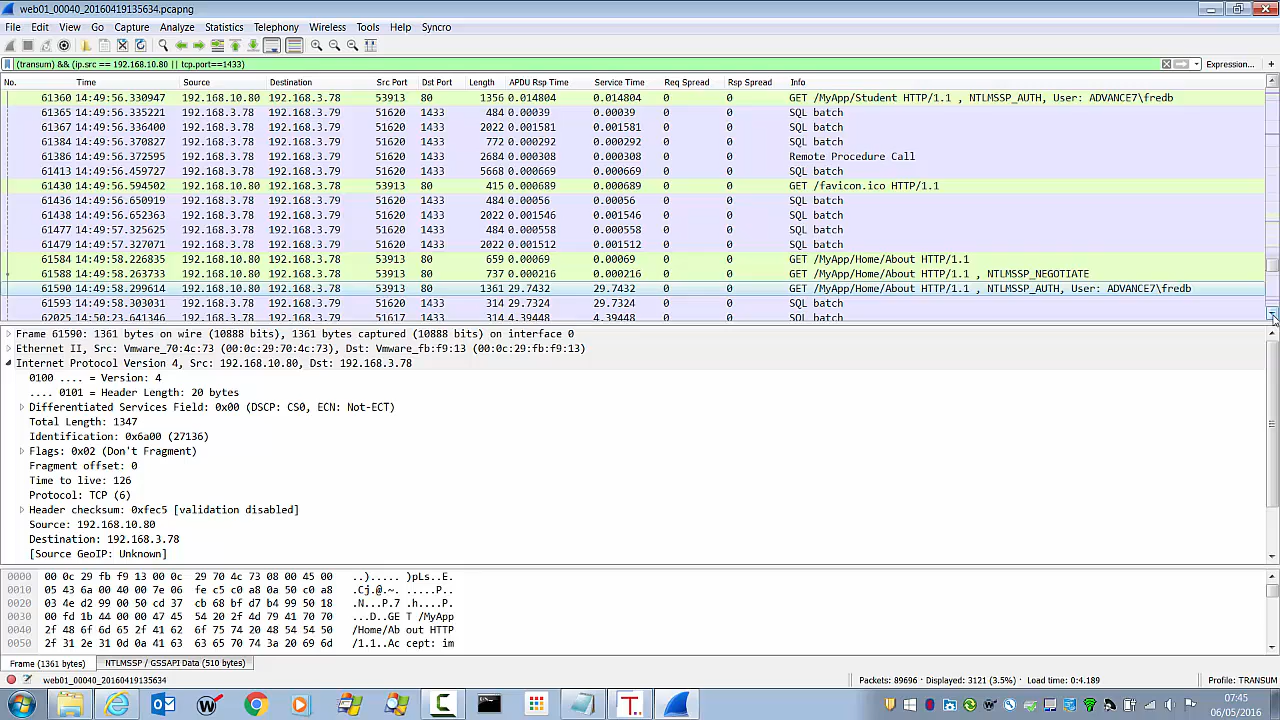 web01_00040_20160419135634.pcapng
File Edit View Go Capture Analyze Statistics Telephony Wireless Tools Help Syncro
(transum) && (ip.src == 192.168.10.80 || tcp.port==1433) Expression... +
No. Time Source Destination Src Port Dst Port Length APDU Rsp Time Service Time Req Spread Rsp Spread Info
61360 14:49:56.330947 192.168.10.80 192.168.3.78 53913 80 1356 0.014804 0.014804 0 0 GET /MyApp/Student HTTP/1.1 , NTLMSSP_AUTH, User: ADVANCE7\fredb
61365 14:49:56.335221 192.168.3.78 192.168.3.79 51620 1433 484 0.00039 0.00039 0 0 SQL batch
61367 14:49:56.336400 192.168.3.78 192.168.3.79 51620 1433 2022 0.001581 0.001581 0 0 SQL batch
61384 14:49:56.370827 192.168.3.78 192.168.3.79 51620 1433 772 0.000292 0.000292 0 0 SQL batch
61386 14:49:56.372595 192.168.3.78 192.168.3.79 51620 1433 2684 0.000308 0.000308 0 0 Remote Procedure Call
61413 14:49:56.459727 192.168.3.78 192.168.3.79 51620 1433 5668 0.000669 0.000669 0 0 SQL batch
61430 14:49:56.594502 192.168.10.80 192.168.3.78 53913 80 415 0.000689 0.000689 0 0 GET /favicon.ico HTTP/1.1
61436 14:49:56.650919 192.168.3.78 192.168.3.79 51620 1433 484 0.00056 0.00056 0 0 SQL batch
61438 14:49:56.652363 192.168.3.78 192.168.3.79 51620 1433 2022 0.001546 0.001546 0 0 SQL batch
61477 14:49:57.325625 192.168.3.78 192.168.3.79 51620 1433 484 0.000558 0.000558 0 0 SQL batch
61479 14:49:57.327071 192.168.3.78 192.168.3.79 51620 1433 2022 0.001512 0.001512 0 0 SQL batch
61584 14:49:58.226835 192.168.10.80 192.168.3.78 53913 80 659 0.00069 0.00069 0 0 GET /MyApp/Home/About HTTP/1.1
61588 14:49:58.263733 192.168.10.80 192.168.3.78 53913 80 737 0.000216 0.000216 0 0 GET /MyApp/Home/About HTTP/1.1 , NTLMSSP_NEGOTIATE
61590 14:49:58.299614 192.168.10.80 192.168.3.78 53913 80 1361 29.7432 29.7432 0 0 GET /MyApp/Home/About HTTP/1.1 , NTLMSSP_AUTH, User: ADVANCE7\fredb
61593 14:49:58.303031 192.168.3.78 192.168.3.79 51620 1433 314 29.7324 29.7324 0 0 SQL batch
62025 14:50:23.641346 192.168.3.78 192.168.3.79 51620 1433 314 4.39448 4.39448 0 0 SQL batch
Frame 61590: 1361 bytes on wire (10888 bits), 1361 bytes captured (10888 bits) on interface 0
Ethernet II, Src: Vmware_70:4c:73 (00:0c:29:70:4c:73), Dst: Vmware_fb:f9:13 (00:0c:29:fb:f9:13)
Internet Protocol Version 4, Src: 192.168.10.80, Dst: 192.168.3.78
0100 .... = Version: 4
.... 0101 = Header Length: 20 bytes
Differentiated Services Field: 0x00 (DSCP: CS0, ECN: Not-ECT)
Total Length: 1347
Identification: 0x6a00 (27136)
Flags: 0x02 (Don't Fragment)
Fragment offset: 0
Time to live: 126
Protocol: TCP (6)
Header checksum: 0xfec5 [validation disabled]
Source: 192.168.10.80
Destination: 192.168.3.78
[Source GeoIP: Unknown]
0000 00 0c 29 fb f9 13 00 0c 29 70 4c 73 08 00 45 00 ..)..... )pLs..E.
0010 05 43 6a 00 40 00 7e 06 fe c5 c0 a8 0a 50 c0 a8 .Cj.@.~. .....P..
0020 03 4e d2 99 00 50 cd 37 cb 68 bf d7 b4 99 50 18 .N...P.7 .h....P.
0030 00 fd 1b 44 00 00 47 45 54 20 2f 4d 79 41 70 70 ...D..GE T /MyApp
0040 2f 48 6f 6d 65 2f 41 62 6f 75 74 20 48 54 54 50 /Home/Ab out HTTP
0050 2f 31 2e 31 0d 0a 41 63 63 65 70 74 3a 20 69 6d /1.1..Ac cept: im
Frame (1361 bytes) NTLMSSP / GSSAPI Data (510 bytes)
web01_00040_20160419135634 Packets: 89696 · Displayed: 3121 (3.5%) · Load time: 0:4.189 Profile: TRANSUM
07:45
06/05/2016